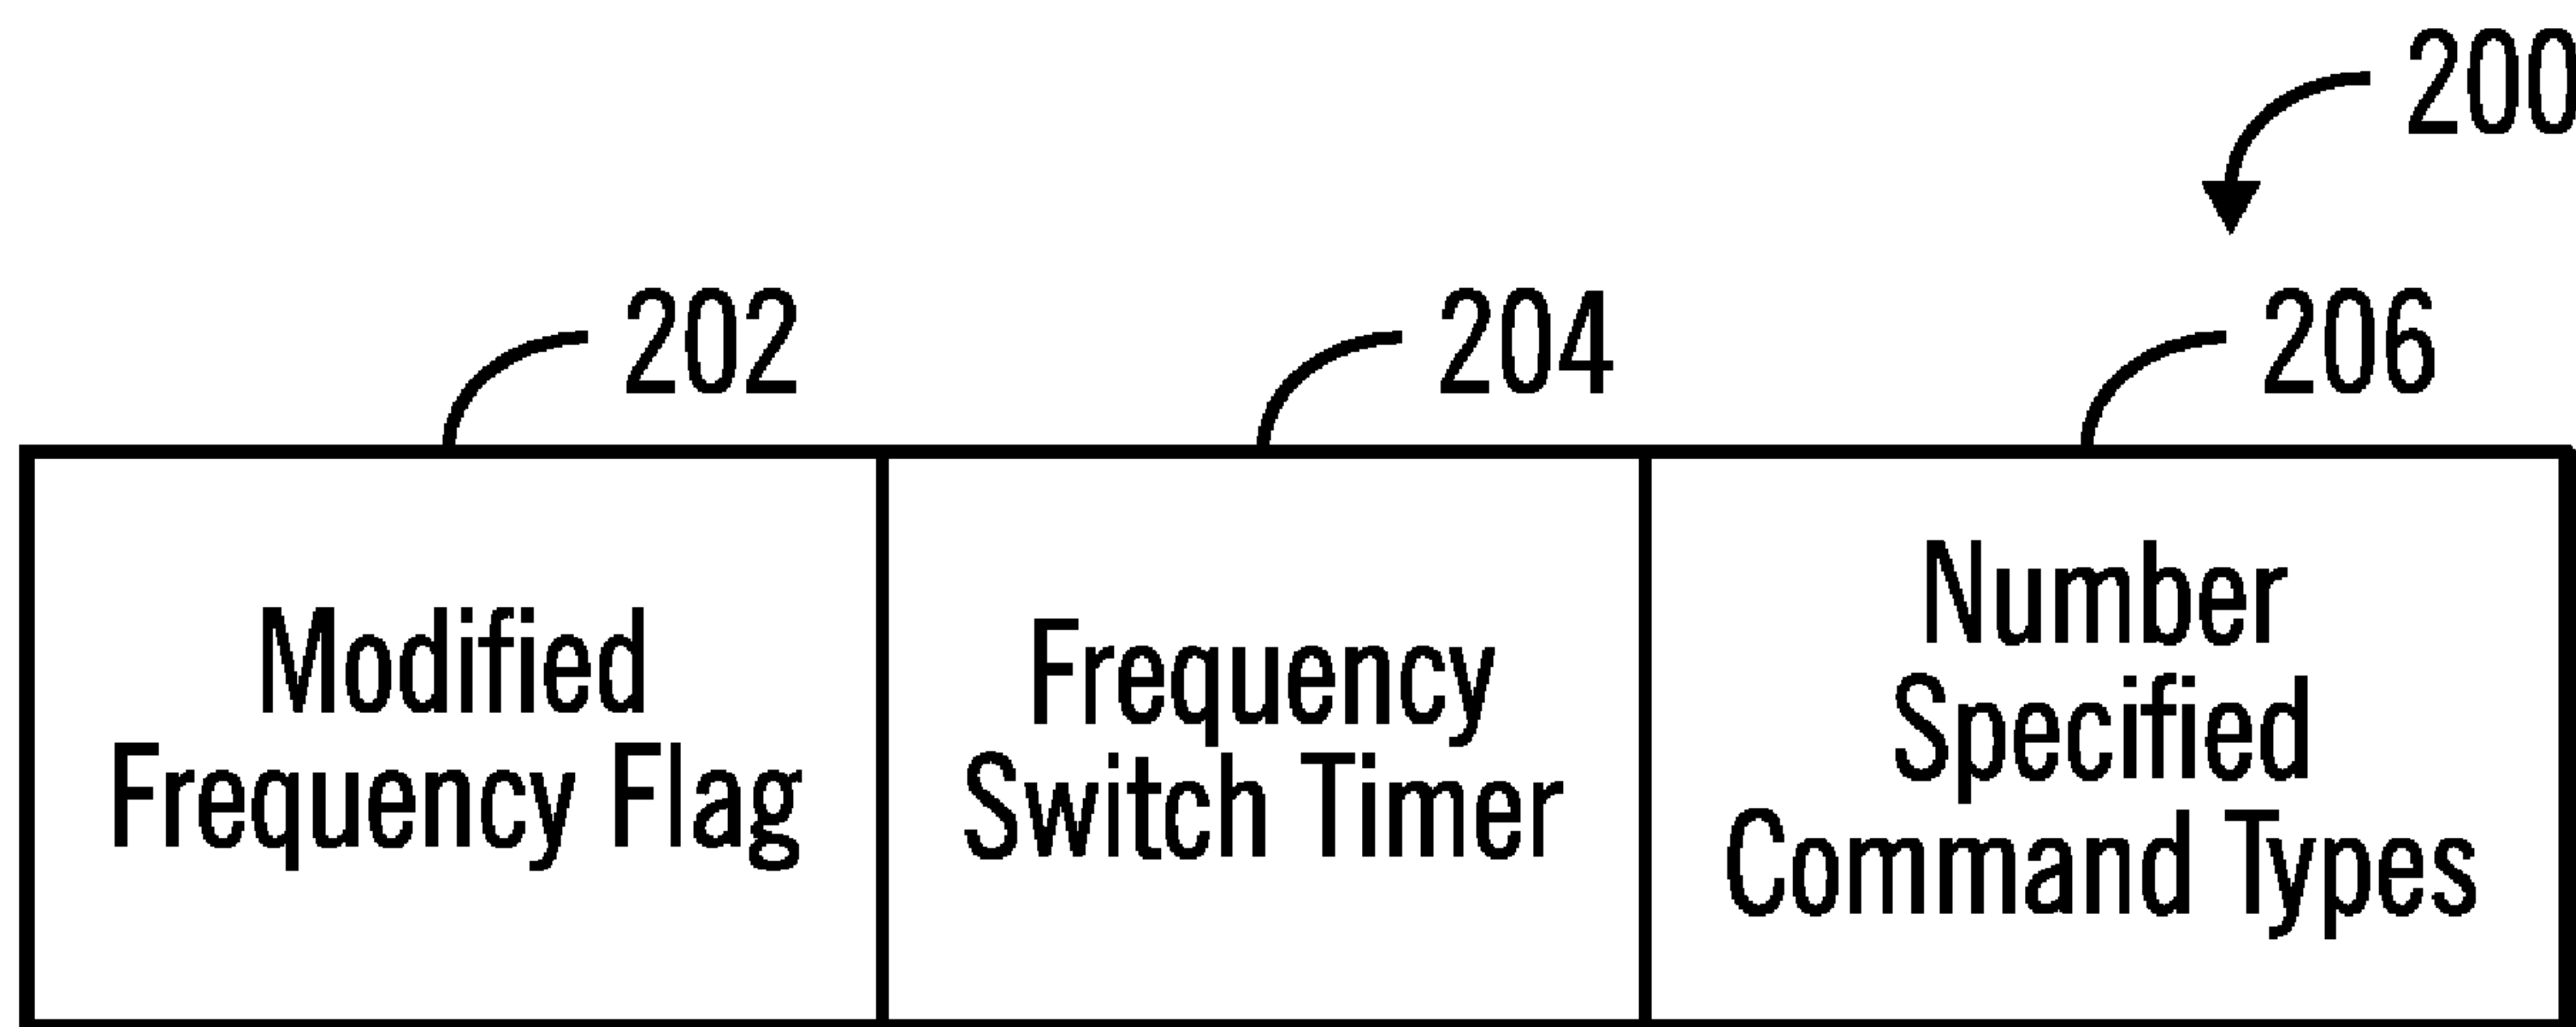 200
202
204
206
Modified
Frequency Flag
Frequency
Switch Timer
Number
Specified
Command Types